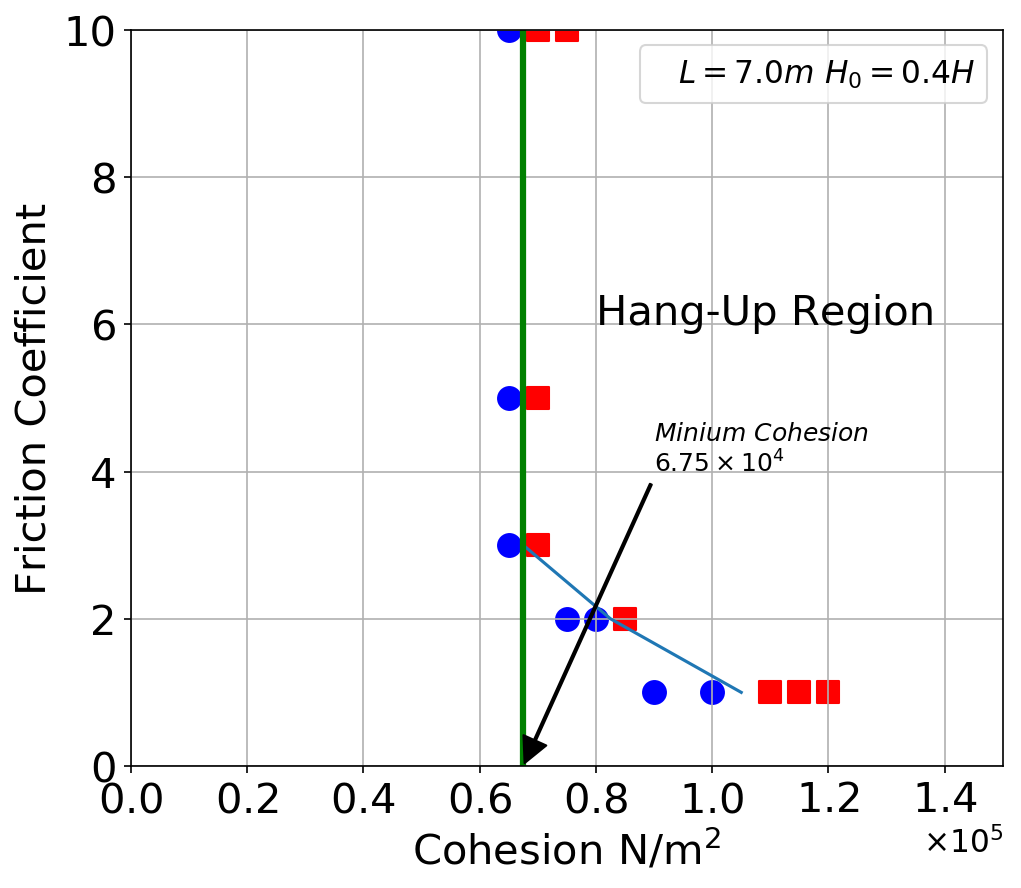 10
L = 7.0m H₀ = 0.4H
8
Hang-Up Region
6
Friction Coefficient
Minium Cohesion
6.75 × 10⁴
4
2
0
0.0 0.2 0.4 0.6 0.8 1.0 1.2 1.4
×10⁵
Cohesion N/m²